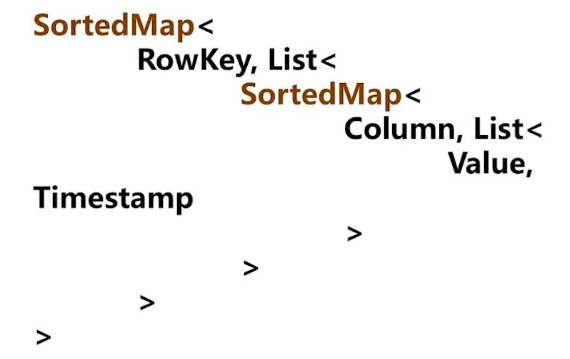 SortedMap<
RowKey, List<
SortedMap<
Column, List<
Value,
Timestamp
>
>
>
>